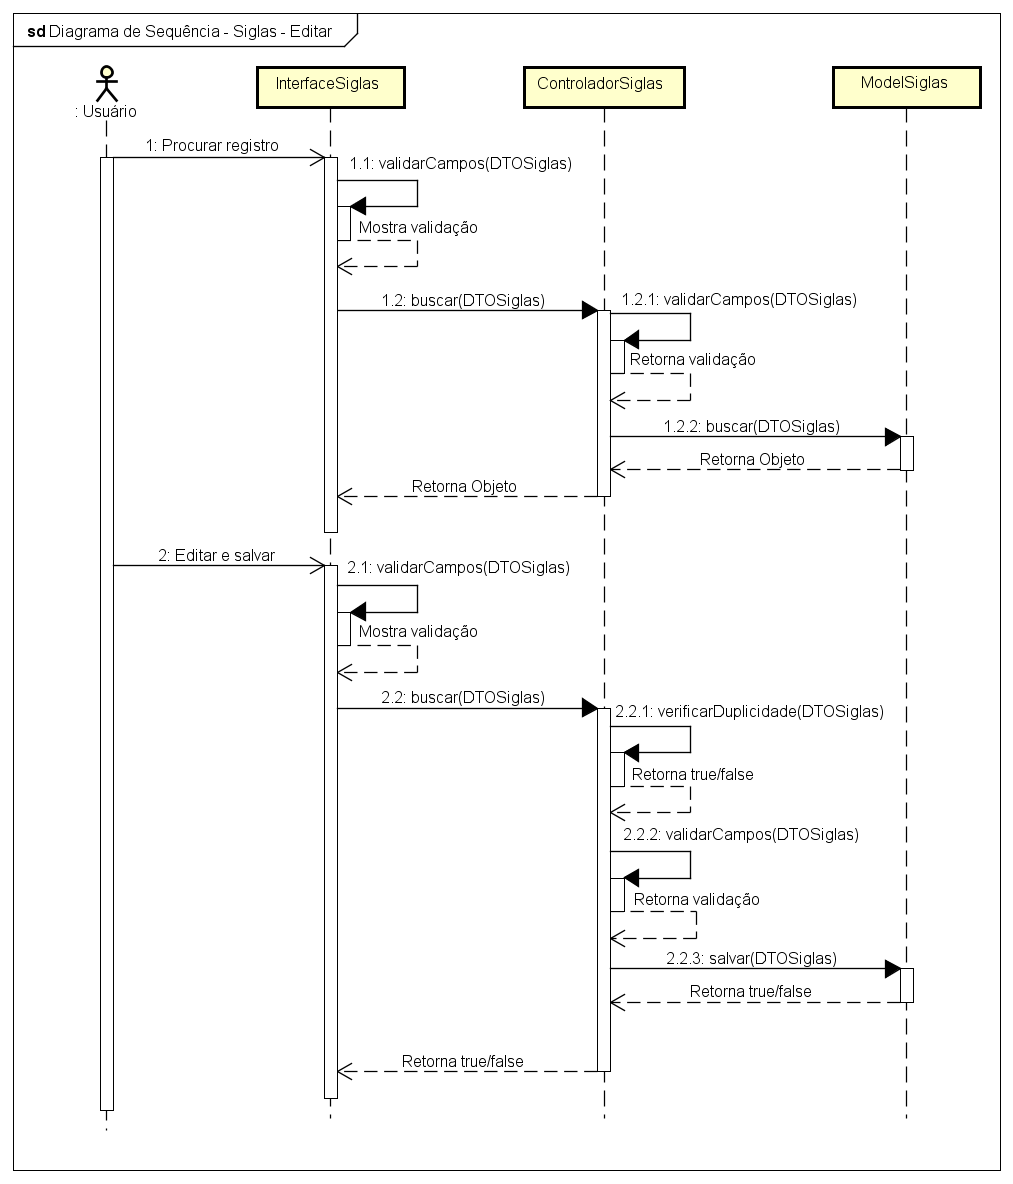 sd Diagrama de Sequência - Siglas - Editar
: Usuário
InterfaceSiglas
ControladorSiglas
ModelSiglas
1: Procurar registro
1.1: validarCampos(DTOSiglas)
Mostra validação
1.2: buscar(DTOSiglas)
1.2.1: validarCampos(DTOSiglas)
Retorna validação
1.2.2: buscar(DTOSiglas)
Retorna Objeto
Retorna Objeto
2: Editar e salvar
2.1: validarCampos(DTOSiglas)
Mostra validação
2.2: buscar(DTOSiglas)
2.2.1: verificarDuplicidade(DTOSiglas)
Retorna true/false
2.2.2: validarCampos(DTOSiglas)
Retorna validação
2.2.3: salvar(DTOSiglas)
Retorna true/false
Retorna true/false